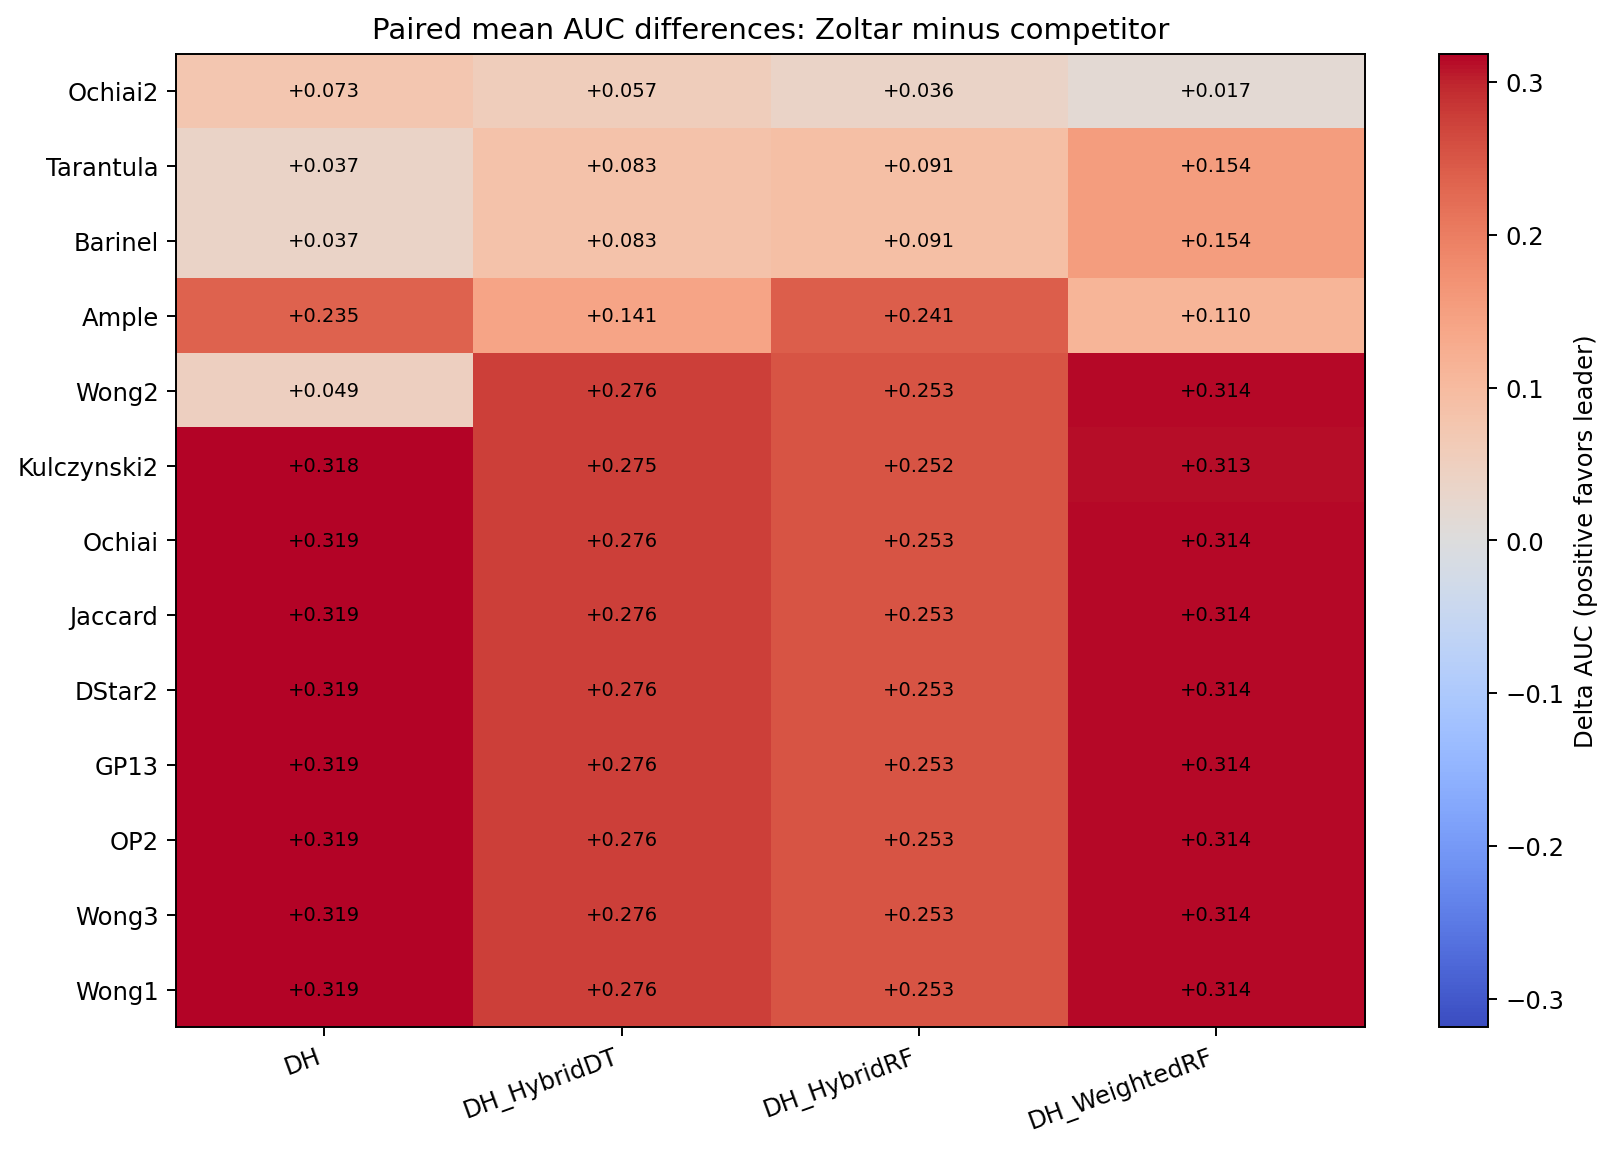 Paired mean AUC differences: Zoltar minus competitor
Ochiai2 +0.073 +0.057 +0.036 +0.017
Tarantula +0.037 +0.083 +0.091 +0.154
Barinel +0.037 +0.083 +0.091 +0.154
Ample +0.235 +0.141 +0.241 +0.110
Wong2 +0.049 +0.276 +0.253 +0.314
Kulczynski2 +0.318 +0.275 +0.252 +0.313
Ochiai +0.319 +0.276 +0.253 +0.314
Jaccard +0.319 +0.276 +0.253 +0.314
DStar2 +0.319 +0.276 +0.253 +0.314
GP13 +0.319 +0.276 +0.253 +0.314
OP2 +0.319 +0.276 +0.253 +0.314
Wong3 +0.319 +0.276 +0.253 +0.314
Wong1 +0.319 +0.276 +0.253 +0.314
DH DH_HybridDT DH_HybridRF DH_WeightedRF
0.3
0.2
0.1
0.0
−0.1
−0.2
−0.3
Delta AUC (positive favors leader)